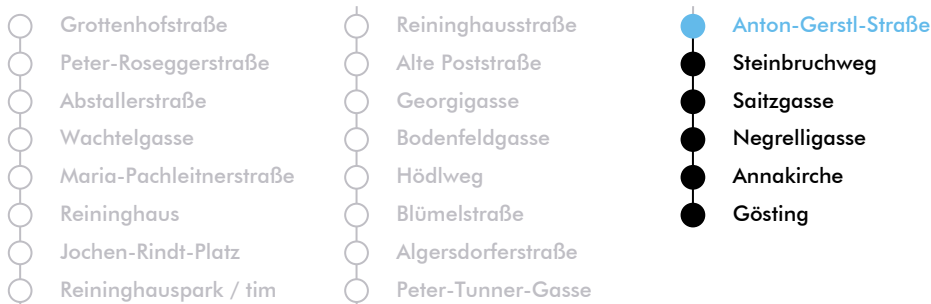 Grottenhofstraße
Peter-Roseggerstraße
Abstallerstraße
Wachtelgasse
Maria-Pachleitnerstraße
Reininghaus
Jochen-Rindt-Platz
Reininghauspark / tim
Reininghausstraße
Alte Poststraße
Georgigasse
Bodenfeldgasse
Hödlweg
Blümelstraße
Algersdorferstraße
Peter-Tunner-Gasse
Anton-Gerstl-Straße
Steinbruchweg
Saitzgasse
Negrelligasse
Annakirche
Gösting